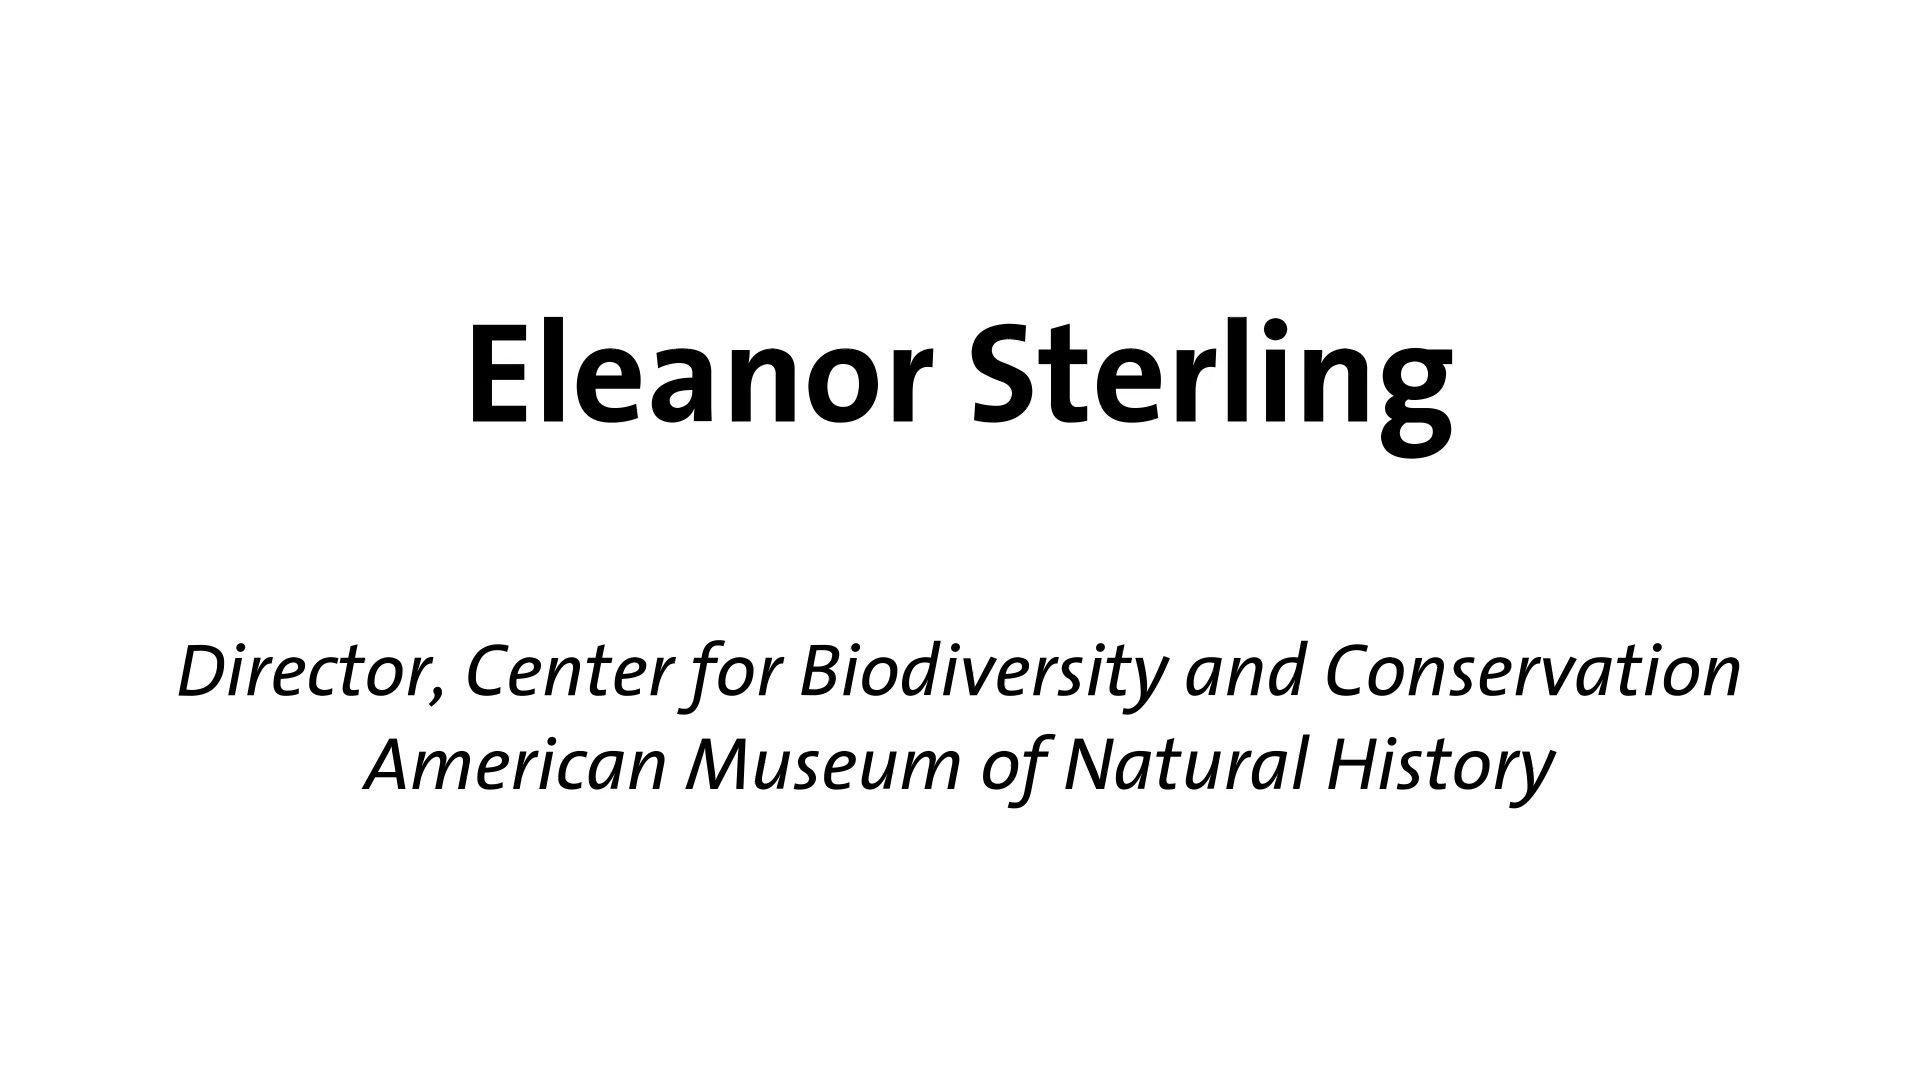 Eleanor Sterling
Director, Center for Biodiversity and Conservation
American Museum of Natural History